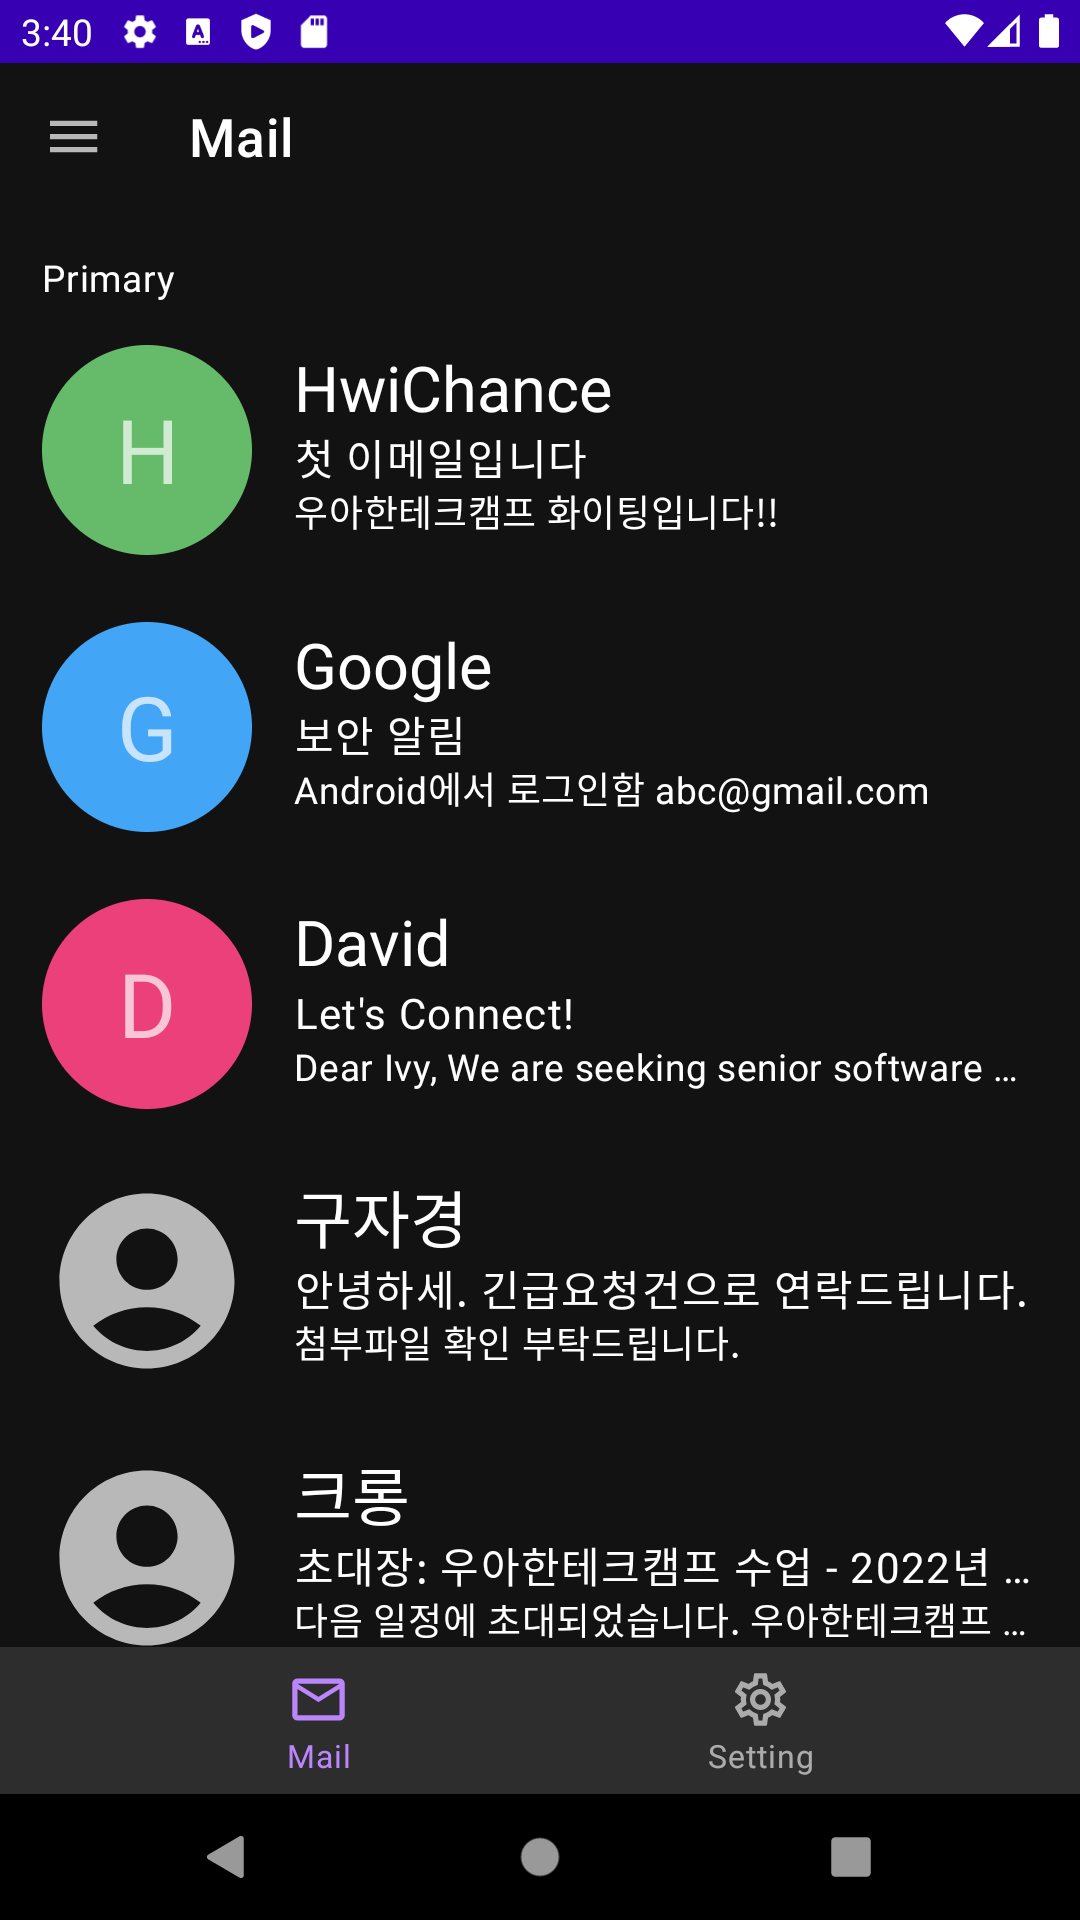 3:40
Mail
Primary
H
HwiChance
첫 이메일입니다
우아한테크캠프 화이팅입니다!!
G
Google
보안 알림
Android에서 로그인함 abc@gmail.com
D
David
Let's Connect!
Dear Ivy, We are seeking senior software ...
구자경
안녕하세. 긴급요청건으로 연락드립니다.
첨부파일 확인 부탁드립니다.
크롱
초대장: 우아한테크캠프 수업 - 2022년 ...
다음 일정에 초대되었습니다. 우아한테크캠프 ...
Mail
Setting